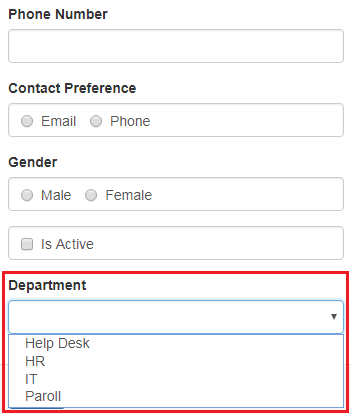 Phone Number
Contact Preference
Email Phone
Gender
Male Female
Is Active
Department
Help Desk
HR
IT
Paroll